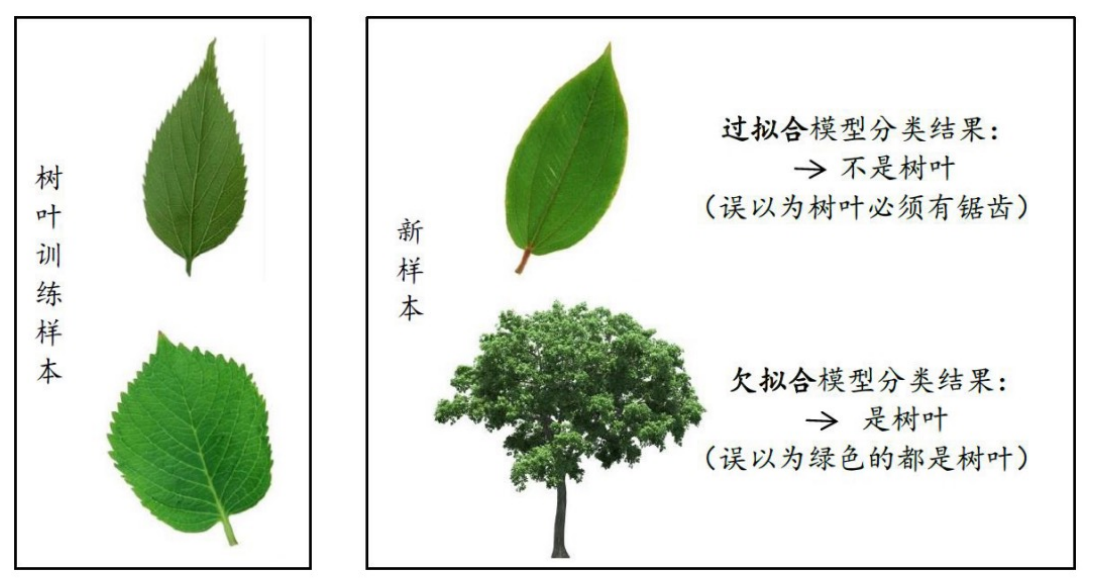 树叶训练样本
新样本
过拟合模型分类结果：
→ 不是树叶
（误以为树叶必须有锯齿）
欠拟合模型分类结果：
→ 是树叶
（误以为绿色的都是树叶）